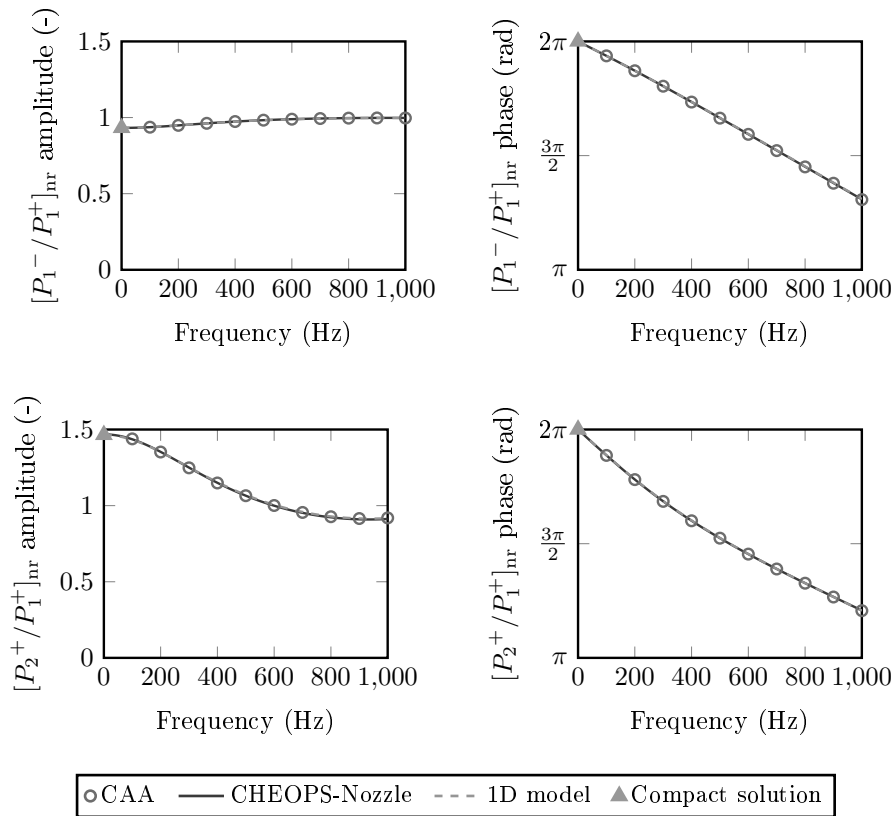 [P₁⁻/P₁⁺]ₙᵣ amplitude (-)
1.5
1
0.5
0
0 200 400 600 800 1,000
Frequency (Hz)
[P₁⁻/P₁⁺]ₙᵣ phase (rad)
2π
3π/2
π
0 200 400 600 800 1,000
Frequency (Hz)
[P₂⁺/P₁⁺]ₙᵣ amplitude (-)
1.5
1
0.5
0
0 200 400 600 800 1,000
Frequency (Hz)
[P₂⁺/P₁⁺]ₙᵣ phase (rad)
2π
3π/2
π
0 200 400 600 800 1,000
Frequency (Hz)
CAA CHEOPS-Nozzle 1D model Compact solution